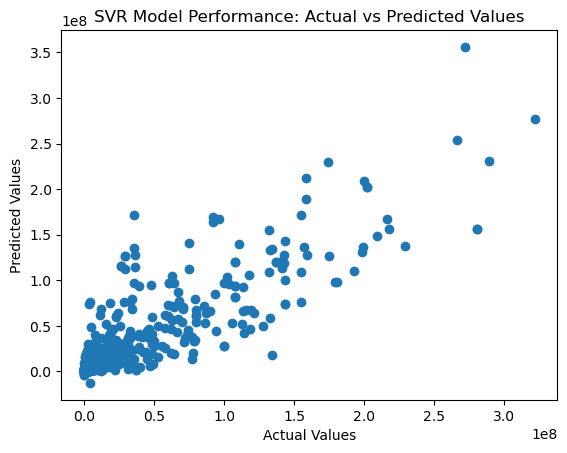 SVR Model Performance: Actual vs Predicted Values
1e8
3.5
3.0
2.5
2.0
1.5
1.0
0.5
0.0
Predicted Values
0.0 0.5 1.0 1.5 2.0 2.5 3.0
1e8
Actual Values